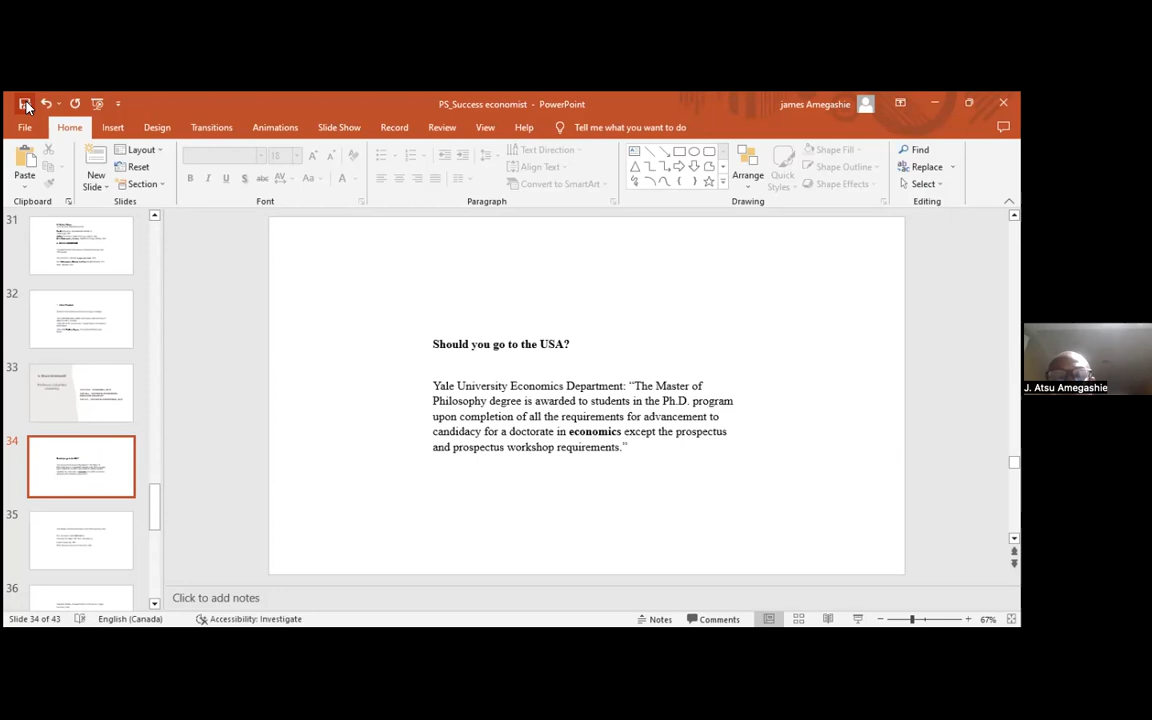 PS_Success economist - PowerPoint
james Amegashie
File Home Insert Design Transitions Animations Slide Show Record Review View Help Tell me what you want to do
Paste
Clipboard
New Slide
Layout
Reset
Section
Slides
18
B I U S abc AV Aa A
Font
Text Direction
Align Text
Convert to SmartArt
Paragraph
Arrange
Quick Styles
Shape Fill
Shape Outline
Shape Effects
Drawing
Find
Replace
Select
Editing
31
32
33
34
35
36
Should you go to the USA?
Yale University Economics Department: “The Master of
Philosophy degree is awarded to students in the Ph.D. program
upon completion of all the requirements for advancement to
candidacy for a doctorate in economics except the prospectus
and prospectus workshop requirements.”
J. Atsu Amegashie
Click to add notes
Slide 34 of 43 English (Canada) Accessibility: Investigate Notes Comments 67%